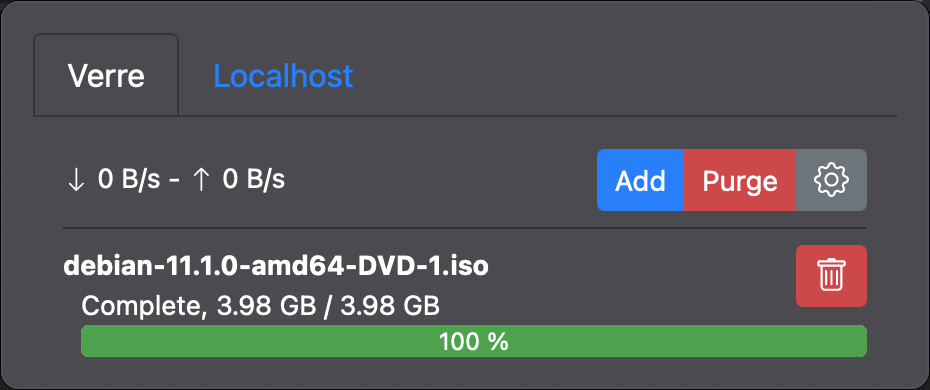 Verre Localhost
↓ 0 B/s - ↑ 0 B/s Add Purge
debian-11.1.0-amd64-DVD-1.iso
Complete, 3.98 GB / 3.98 GB
100 %